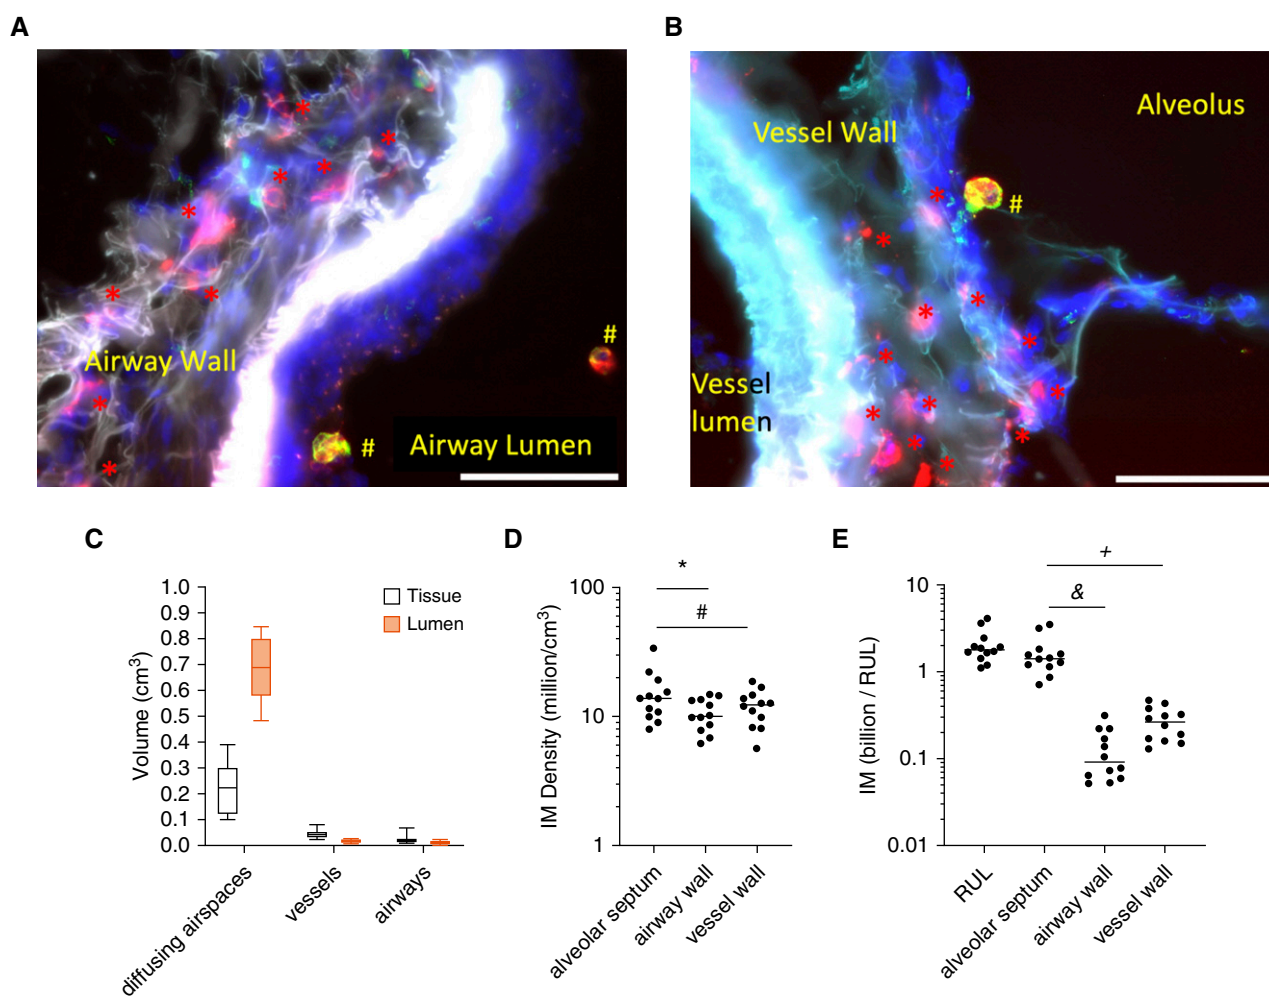 A
B
Airway Wall
Airway Lumen
#
#
Vessel Wall
Alveolus
#
Vessel
lumen
C
Volume (cm3)
1.0
0.9
0.8
0.7
0.6
0.5
0.4
0.3
0.2
0.1
0.0
Tissue
Lumen
diffusing airspaces
vessels
airways
D
IM Density (million/cm3)
100
10
1
*
#
alveolar septum
airway wall
vessel wall
E
IM (billion / RUL)
10
1
0.1
0.01
+
&
RUL
alveolar septum
airway wall
vessel wall